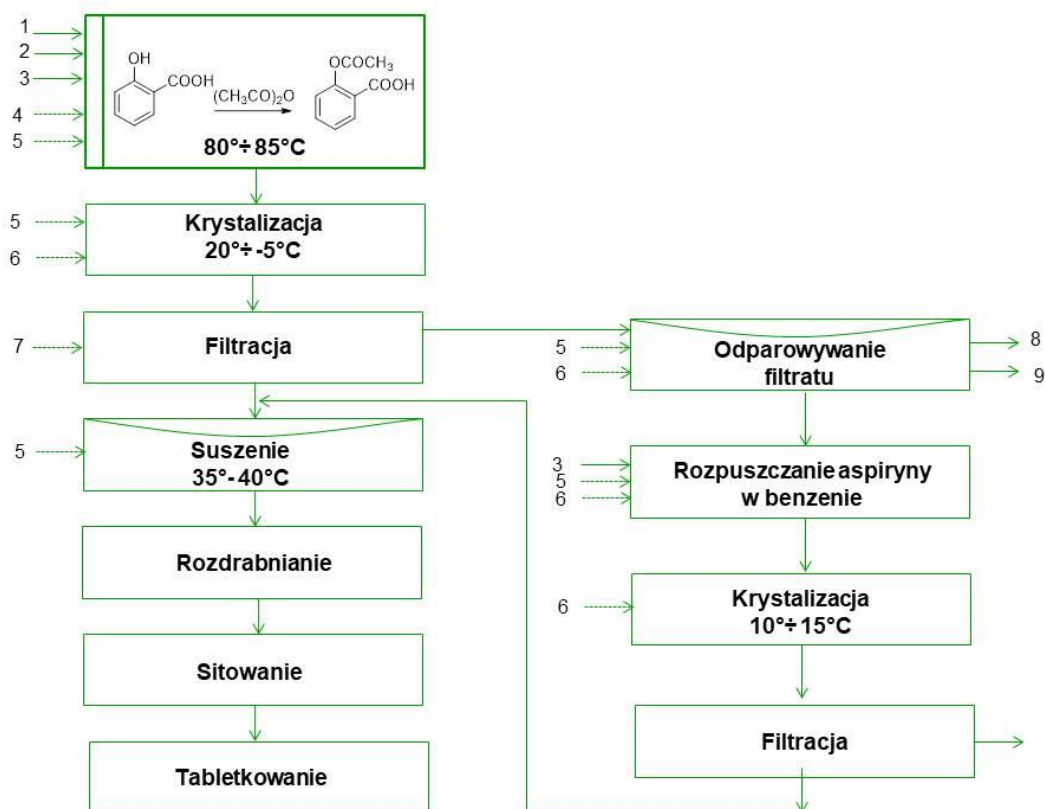 1
2
3
4
5
OH
COOH
(CH₃CO)₂O
OCOCH₃
COOH
80°÷85°C
5
6
Krystalizacja
20°÷ -5°C
7
Filtracja
5
6
Odparowywanie
filtratu
8
9
5
Suszenie
35°- 40°C
3
5
6
Rozpuszczanie aspiryny
w benzenie
Rozdrabnianie
6
Krystalizacja
10°÷ 15°C
Sitowanie
Filtracja
Tabletkowanie